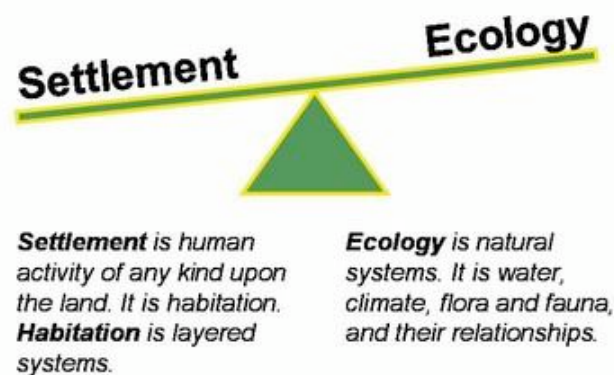 Settlement
Ecology
Settlement is human
activity of any kind upon
the land. It is habitation.
Habitation is layered
systems.
Ecology is natural
systems. It is water,
climate, flora and fauna,
and their relationships.